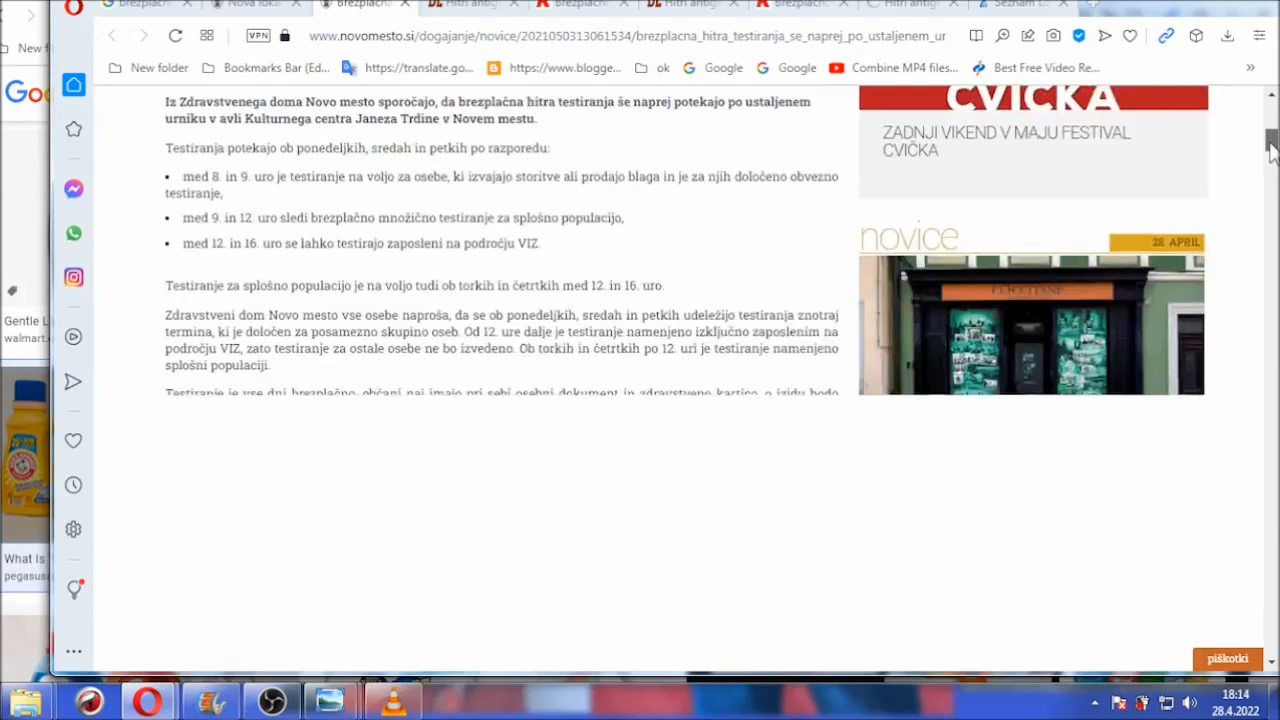 Brezplačn
Nova loka
Brezplačn
Hitri antig
Brezplačn
Hitri antig
Brezplačn
Hitri antig
Seznam Lo
VPN
www.novomesto.si/dogajanje/novice/2021050313061534/brezplacna_hitra_testiranja_se_naprej_po_ustaljenem_ur
New f
New folder
Bookmarks Bar (Ed...
https://translate.go...
https://www.blogge...
ok
Google
Google
Combine MP4 files...
Best Free Video Re...
»
Goo
Iz Zdravstvenega doma Novo mesto sporočajo, da brezplačna hitra testiranja še naprej potekajo po ustaljenem
urniku v avli Kulturnega centra Janeza Trdine v Novem mestu.
Testiranja potekajo ob ponedeljkih, sredah in petkih po razporedu:
• med 8. in 9. uro je testiranje na voljo za osebe, ki izvajajo storitve ali prodajo blaga in je za njih določeno obvezno
testiranje,
• med 9. in 12. uro sledi brezplačno množično testiranje za splošno populacijo,
• med 12. in 16. uro se lahko testirajo zaposleni na področju VIZ.
Testiranje za splošno populacijo je na voljo tudi ob torkih in četrtkih med 12. in 16. uro.
Zdravstveni dom Novo mesto vse osebe naproša, da se ob ponedeljkih, sredah in petkih udeležijo testiranja znotraj
termina, ki je določen za posamezno skupino oseb. Od 12. ure dalje je testiranje namenjeno izključno zaposlenim na
področju VIZ, zato testiranje za ostale osebe ne bo izvedeno. Ob torkih in četrtkih po 12. uri je testiranje namenjeno
splošni populaciji.
Testiranje je vse dni brezplačno, občani naj imajo pri sebi osebni dokument in zdravstveno kartico, o izidu bodo
CVIČKA
ZADNJI VIKEND V MAJU FESTIVAL
CVIČKA
novice
28. APRIL
L'OCCITANE
Gentle L
walmart.c
What Is
pegasusa
piškotki
18:14
28.4.2022